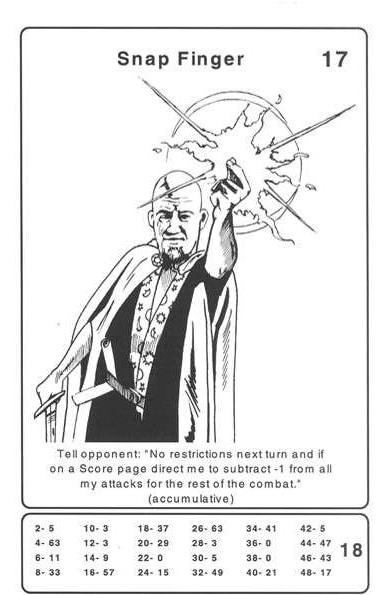 Snap Finger 17
Tell opponent: "No restrictions next turn and if
on a Score page direct me to subtract -1 from all
my attacks for the rest of the combat."
(accumulative)
2- 5 10- 3 18- 37 26- 63 34- 41 42- 5
4- 63 12- 3 20- 29 28- 3 36- 0 44- 47
6- 11 14- 9 22- 0 30- 5 38- 0 46- 43
8- 33 16- 57 24- 15 32- 49 40- 21 48- 17
18